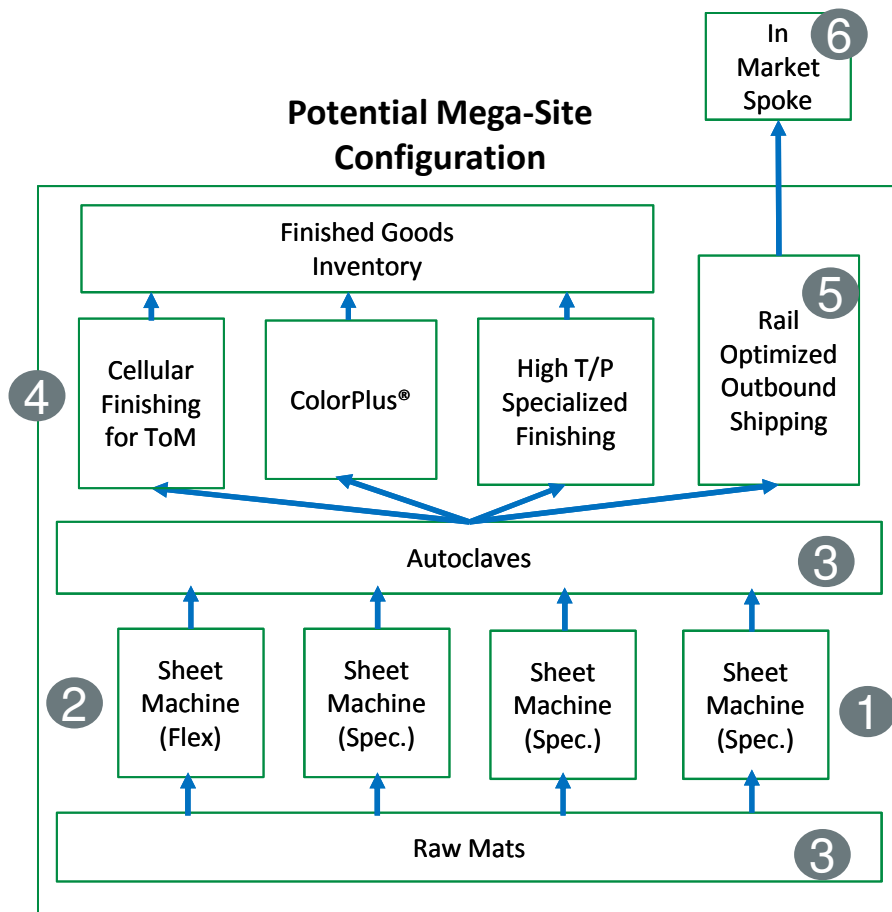 In
Market
Spoke
6
Potential Mega-Site
Configuration
Finished Goods
Inventory
5
Rail
Optimized
Outbound
Shipping
4
Cellular
Finishing
for ToM
ColorPlus®
High T/P
Specialized
Finishing
Autoclaves
3
2
Sheet
Machine
(Flex)
Sheet
Machine
(Spec.)
Sheet
Machine
(Spec.)
Sheet
Machine
(Spec.)
1
Raw Mats
3